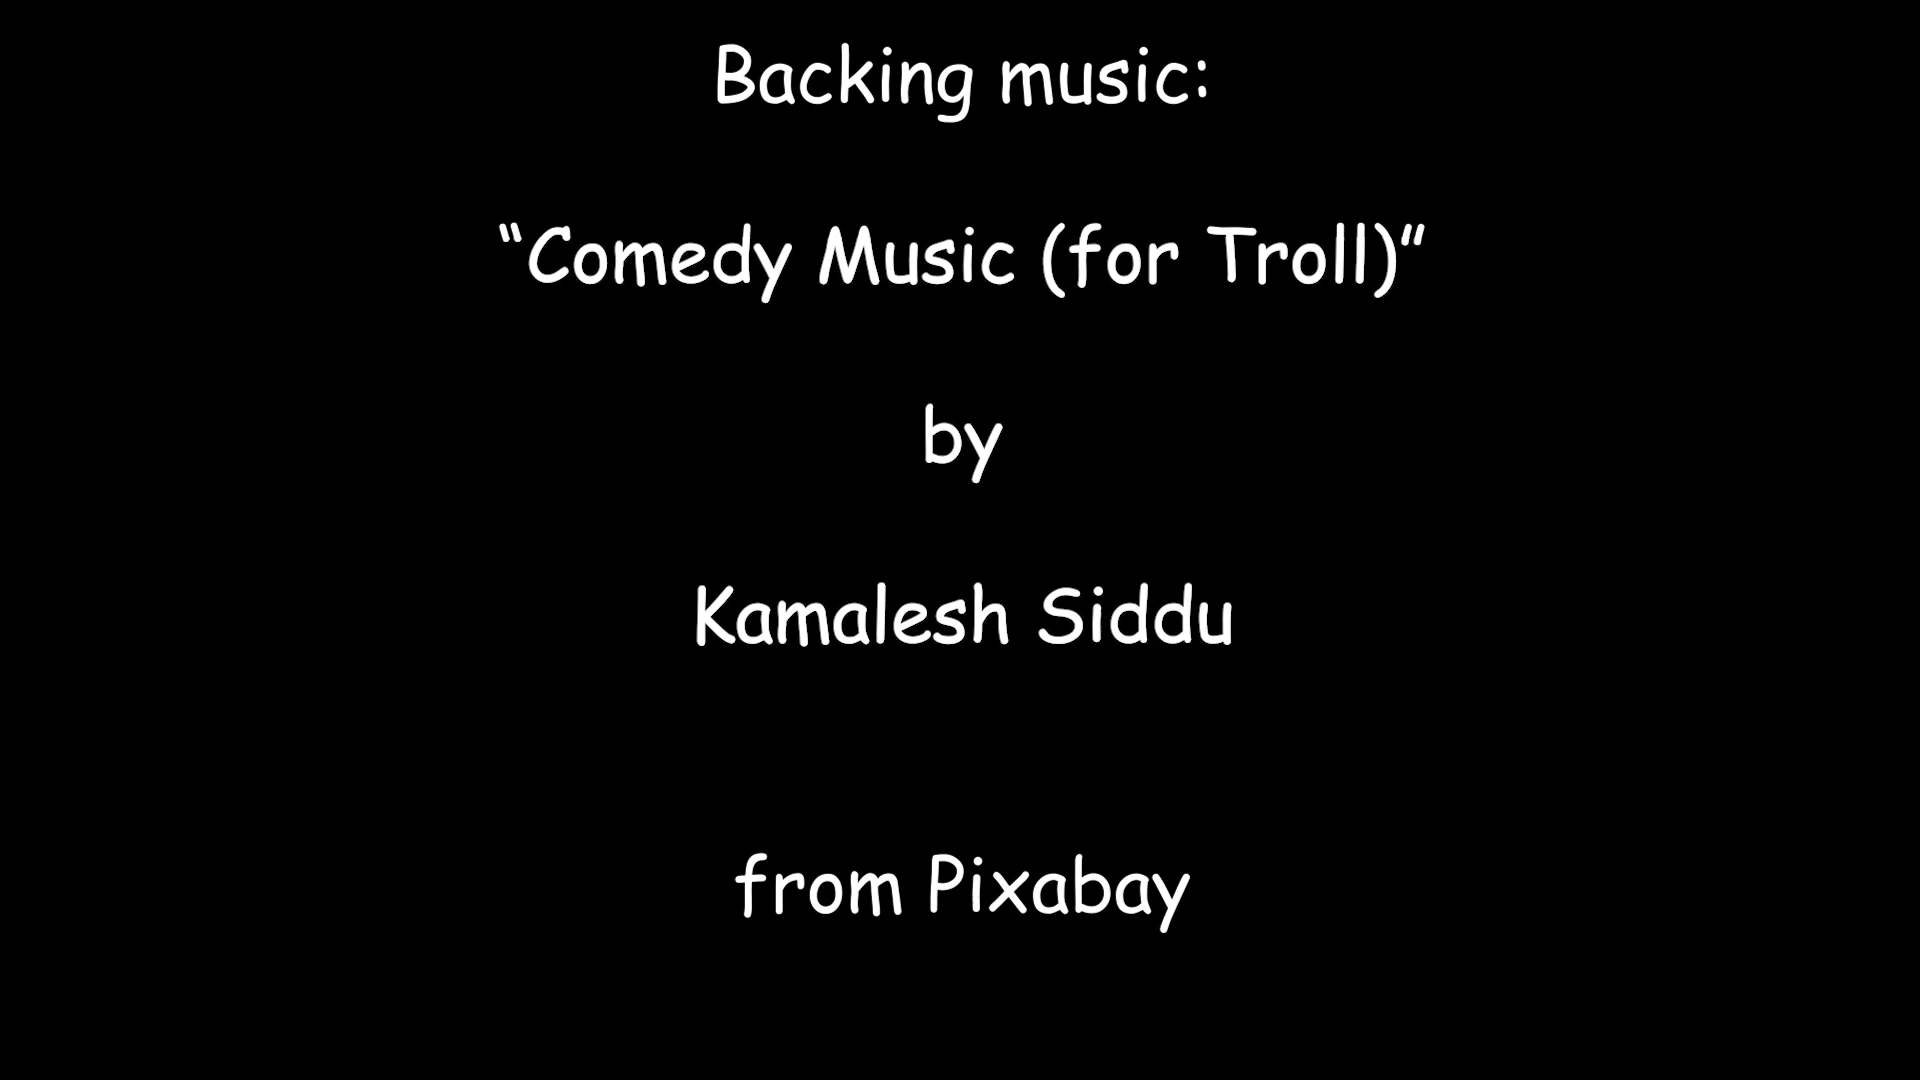 Backing music:
“Comedy Music (for Troll)”
by
Kamalesh Siddu
from Pixabay